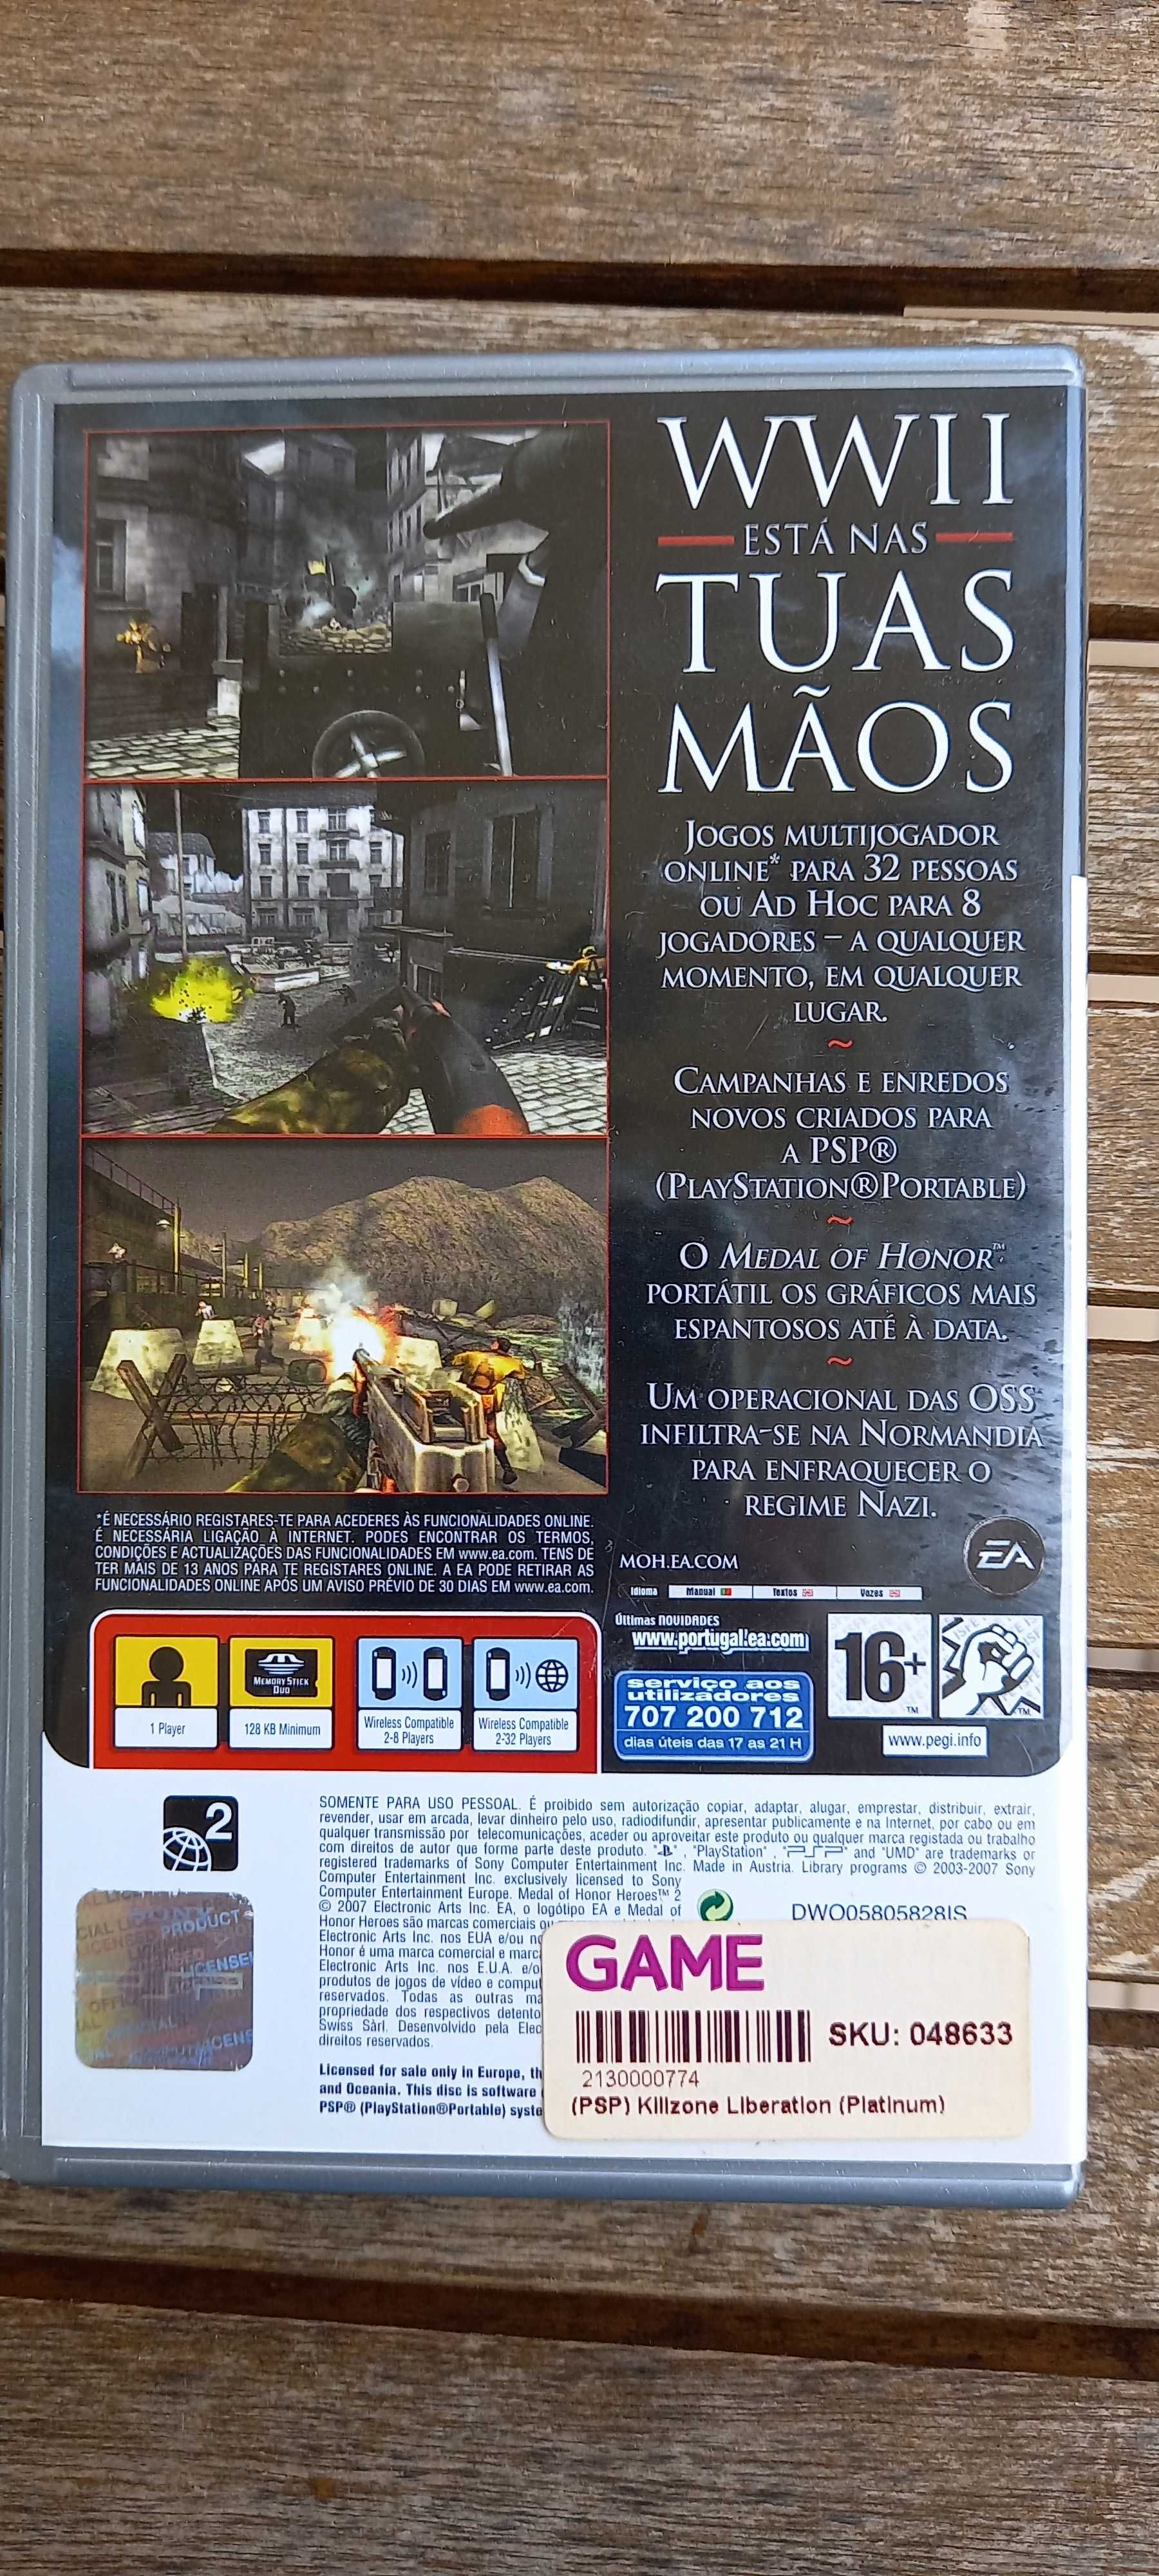 WWII
ESTÁ NAS
TUAS
MÃOS
JOGOS MULTIJOGADOR
ONLINE* PARA 32 PESSOAS
OU AD HOC PARA 8
JOGADORES – A QUALQUER
MOMENTO, EM QUALQUER
LUGAR.
~
CAMPANHAS E ENREDOS
NOVOS CRIADOS PARA
A PSP®
(PLAYSTATION®PORTABLE)
~
O MEDAL OF HONOR™
PORTÁTIL OS GRÁFICOS MAIS
ESPANTOSOS ATÉ À DATA.
~
UM OPERACIONAL DAS OSS
INFILTRA-SE NA NORMANDIA
PARA ENFRAQUECER O
REGIME NAZI.
*É NECESSÁRIO REGISTARES-TE PARA ACEDERES ÀS FUNCIONALIDADES ONLINE.
É NECESSÁRIA LIGAÇÃO À INTERNET. PODES ENCONTRAR OS TERMOS,
CONDIÇÕES E ACTUALIZAÇÕES DAS FUNCIONALIDADES EM www.ea.com. TENS DE
TER MAIS DE 13 ANOS PARA TE REGISTARES ONLINE. A EA PODE RETIRAR AS
FUNCIONALIDADES ONLINE APÓS UM AVISO PRÉVIO DE 30 DIAS EM www.ea.com.
MOH.EA.COM
EA
Idioma Manual Textos Vozes
Últimas NOVIDADES
www.portugal.ea.com
serviço aos
utilizadores
707 200 712
dias úteis das 17 as 21 H
16+
™
™
www.pegi.info
MEMORY STICK
DUO
1 Player
128 KB Minimum
Wireless Compatible
2-8 Players
Wireless Compatible
2-32 Players
2
SOMENTE PARA USO PESSOAL. É proibido sem autorização copiar, adaptar, alugar, emprestar, distribuir, extrair,
revender, usar em arcada, levar dinheiro pelo uso, radiodifundir, apresentar publicamente e na Internet, por cabo ou em
qualquer transmissão por telecomunicações, aceder ou aproveitar este produto ou qualquer marca registada ou trabalho
com direitos de autor que forme parte deste produto. "PS", "PlayStation", "PSP" and "UMD" are trademarks or
registered trademarks of Sony Computer Entertainment Inc. Made in Austria. Library programs © 2003-2007 Sony
Computer Entertainment Inc. exclusively licensed to Sony
Computer Entertainment Europe. Medal of Honor Heroes™ 2
© 2007 Electronic Arts Inc. EA, o logótipo EA e Medal of
Honor Heroes são marcas comerciais ou
Electronic Arts Inc. nos EUA e/ou
Honor é uma marca comercial e
Electronic Arts Inc. nos E.U.A. e/o
produtos de jogos de vídeo e
reservados. Todas as outras
propriedade dos respectivos
Swiss Sàrl. Desenvolvido pela
direitos reservados.
Licensed for sale only in Europe,
and Oceania. This disc is software
PSP® (PlayStation®Portable)
DWO05805828IS
GAME
SKU: 048633
2130000774
(PSP) Killzone Liberation (Platinum)